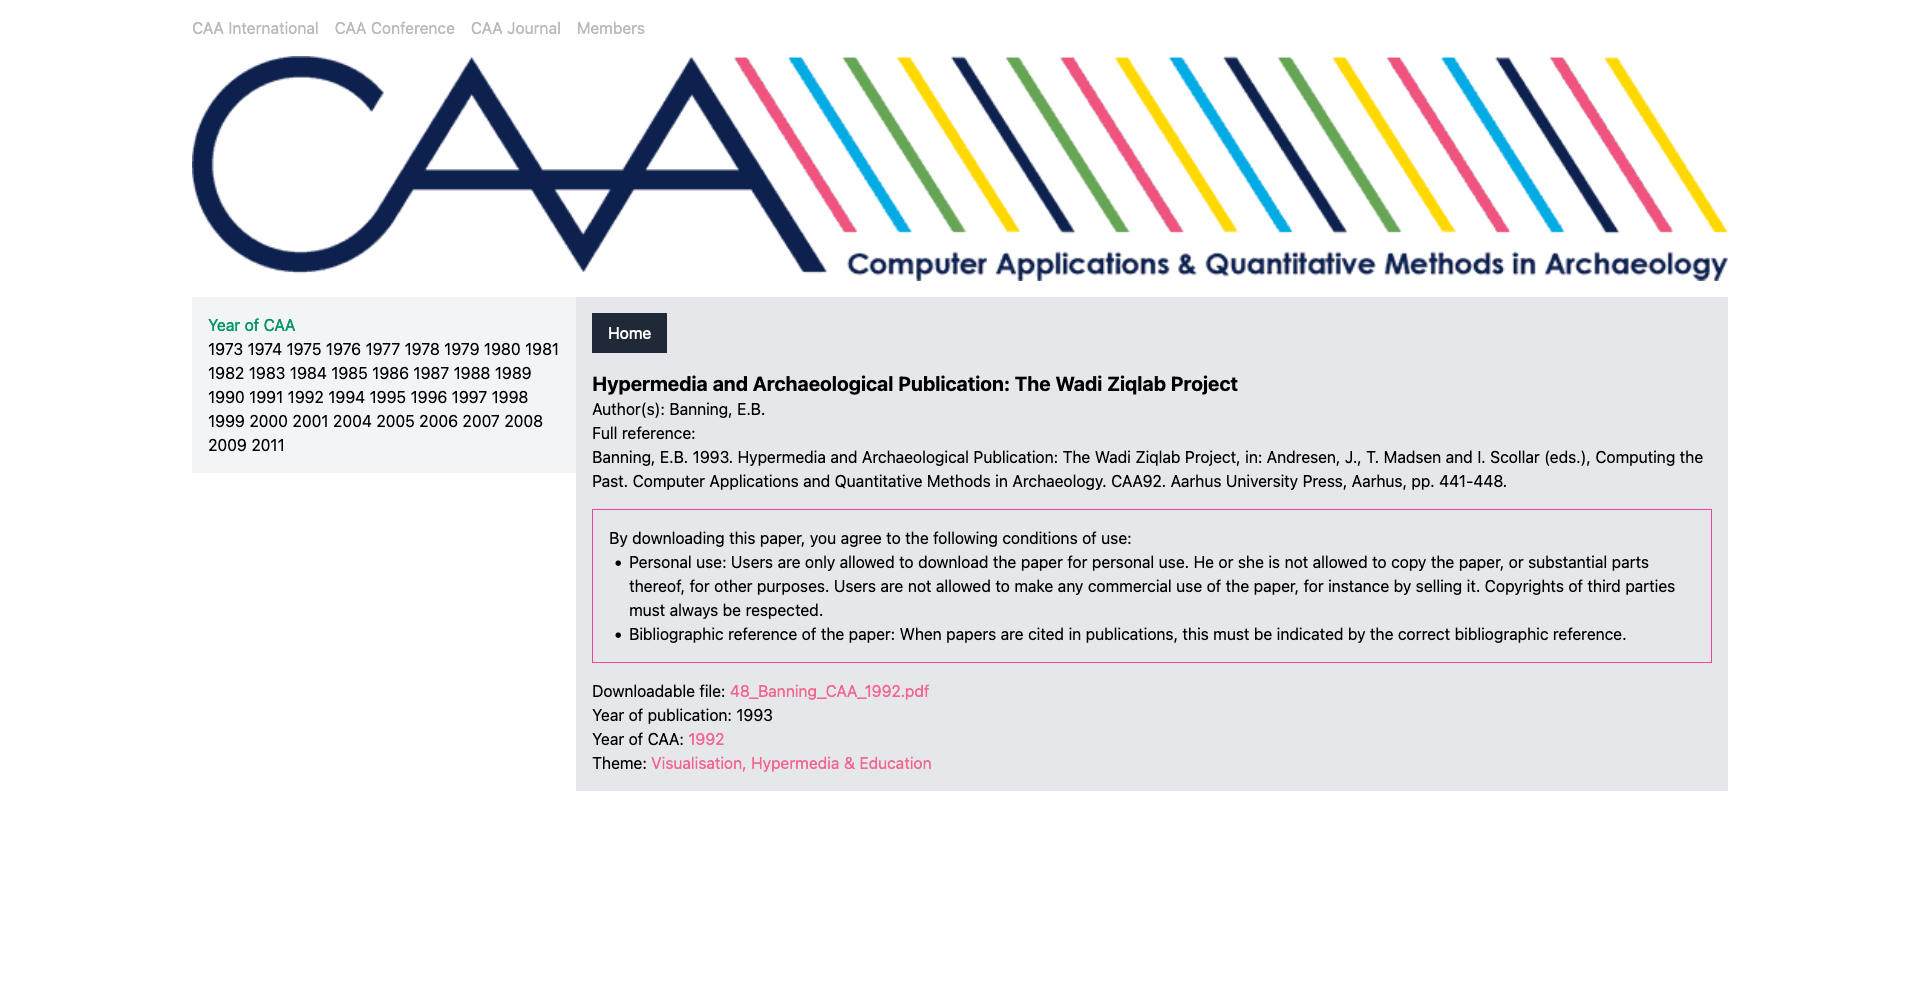 CAA International CAA Conference CAA Journal Members
CAA
Computer Applications & Quantitative Methods in Archaeology
Year of CAA
1973 1974 1975 1976 1977 1978 1979 1980 1981
1982 1983 1984 1985 1986 1987 1988 1989
1990 1991 1992 1994 1995 1996 1997 1998
1999 2000 2001 2004 2005 2006 2007 2008
2009 2011
Home
Hypermedia and Archaeological Publication: The Wadi Ziqlab Project
Author(s): Banning, E.B.
Full reference:
Banning, E.B. 1993. Hypermedia and Archaeological Publication: The Wadi Ziqlab Project, in: Andresen, J., T. Madsen and I. Scollar (eds.), Computing the
Past. Computer Applications and Quantitative Methods in Archaeology. CAA92. Aarhus University Press, Aarhus, pp. 441-448.
By downloading this paper, you agree to the following conditions of use:
• Personal use: Users are only allowed to download the paper for personal use. He or she is not allowed to copy the paper, or substantial parts
thereof, for other purposes. Users are not allowed to make any commercial use of the paper, for instance by selling it. Copyrights of third parties
must always be respected.
• Bibliographic reference of the paper: When papers are cited in publications, this must be indicated by the correct bibliographic reference.
Downloadable file: 48_Banning_CAA_1992.pdf
Year of publication: 1993
Year of CAA: 1992
Theme: Visualisation, Hypermedia & Education